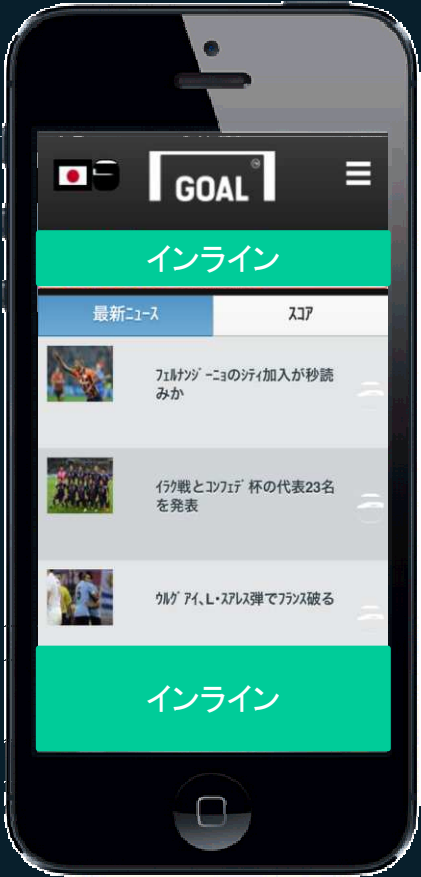 GOAL
インライン
最新ﾆｭｰｽ
ｽｺｱ
ﾌｪﾙﾅﾝｼﾞｰﾆｮのｼﾃｨ加入が秒読
みか
ｲﾗｸ戦とｺﾝﾌｪﾃﾞ杯の代表23名
を発表
ｳﾙｸﾞｱｲ､L･ｽｱﾚｽ弾でﾌﾗﾝｽ破る
インライン